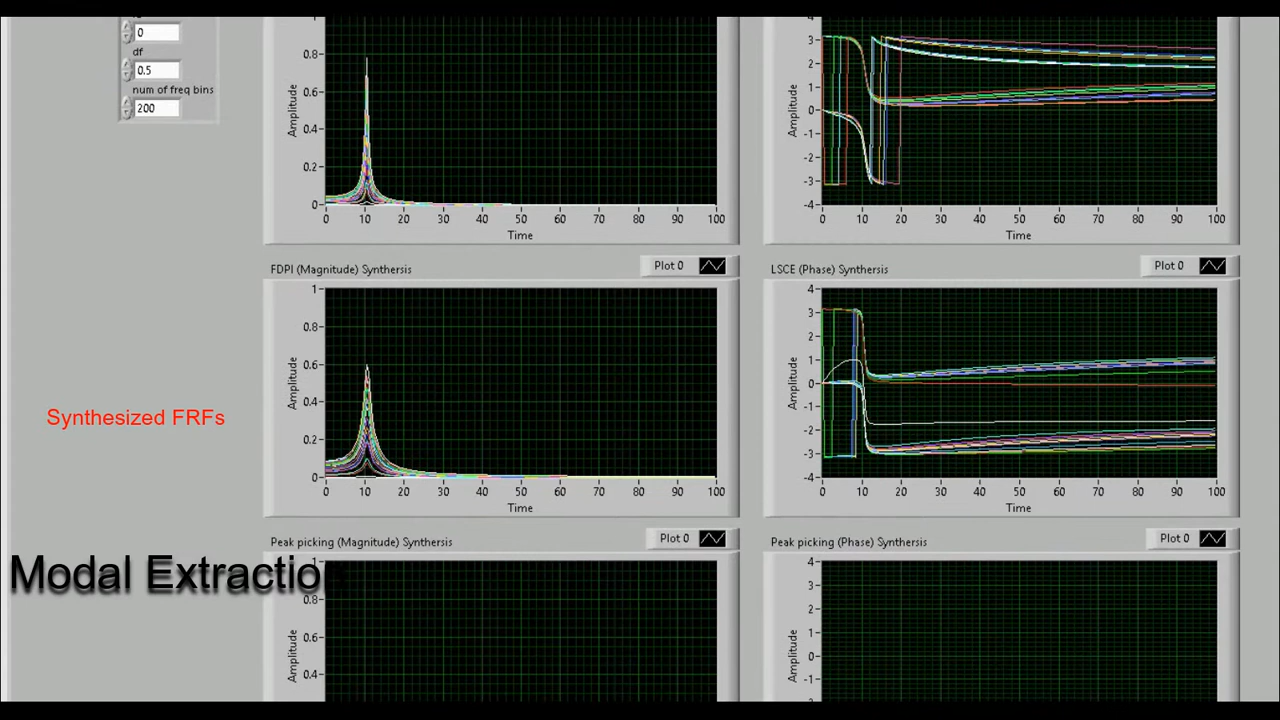 0
df
0.5
num of freq bins
200
Synthesized FRFs
Modal Extraction
1
0.8
0.6
0.4
0.2
0
Amplitude
0 10 20 30 40 50 60 70 80 90 100
Time
3
2
1
0
-1
-2
-3
-4
Amplitude
0 10 20 30 40 50 60 70 80 90 100
Time
FDPI (Magnitude) Synthersis
Plot 0
1
0.8
0.6
0.4
0.2
0
Amplitude
0 10 20 30 40 50 60 70 80 90 100
Time
LSCE (Phase) Synthersis
Plot 0
4
3
2
1
0
-1
-2
-3
-4
Amplitude
0 10 20 30 40 50 60 70 80 90 100
Time
Peak picking (Magnitude) Synthersis
Plot 0
1
0.8
0.6
0.4
Amplitude
Peak picking (Phase) Synthersis
Plot 0
4
3
2
1
0
-1
Amplitude